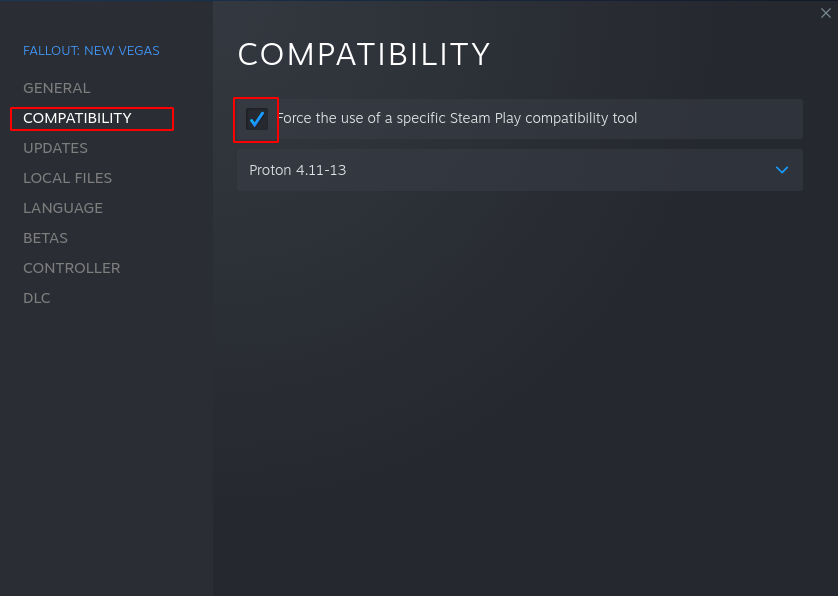 FALLOUT: NEW VEGAS
GENERAL
COMPATIBILITY
UPDATES
LOCAL FILES
LANGUAGE
BETAS
CONTROLLER
DLC
COMPATIBILITY
Force the use of a specific Steam Play compatibility tool
Proton 4.11-13